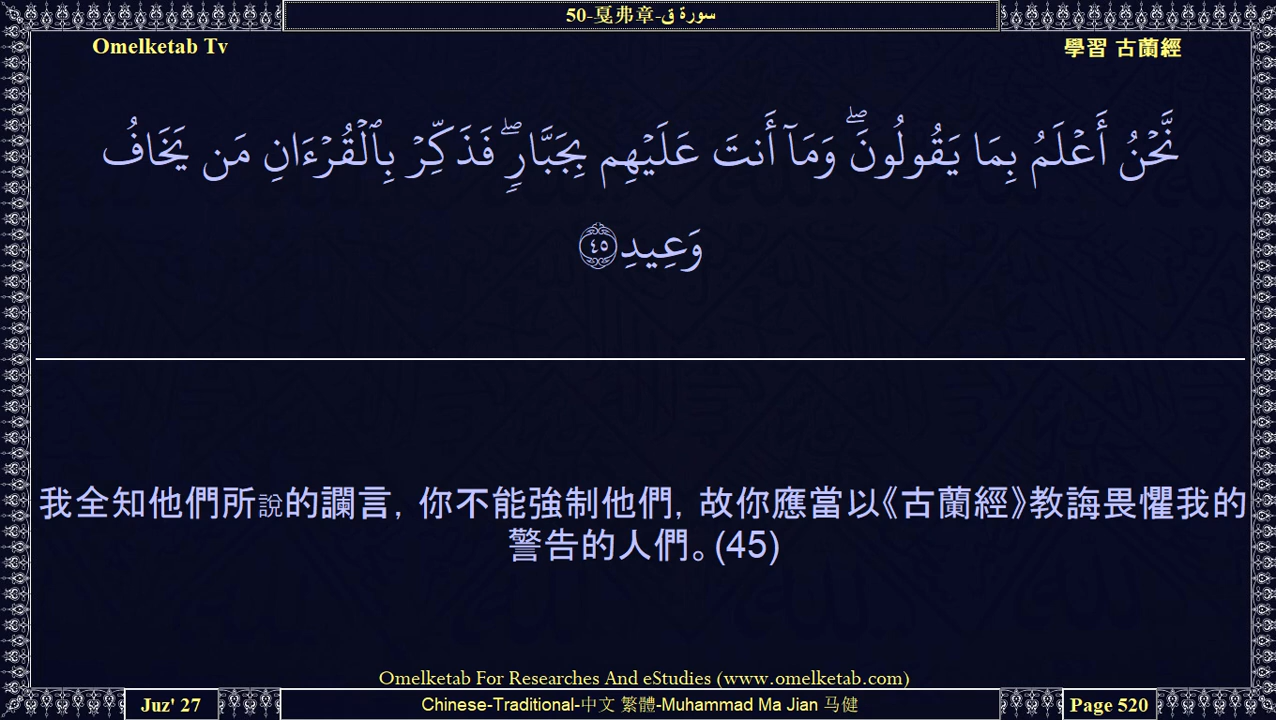 50-戛弗章-سورة ق
Omelketab Tv
學習 古蘭經
نَّحْنُ أَعْلَمُ بِمَا يَقُولُونَ ۖ وَمَآ أَنتَ عَلَيْهِم بِجَبَّارٍ ۖ فَذَكِّرْ بِٱلْقُرْءَانِ مَن يَخَافُ
وَعِيدِ ٤٥
我全知他們所說的讕言，你不能強制他們，故你應當以《古蘭經》教誨畏懼我的
警告的人們。(45)
Omelketab For Researches And eStudies (www.omelketab.com)
Juz' 27
Chinese-Traditional-中文 繁體-Muhammad Ma Jian 马健
Page 520